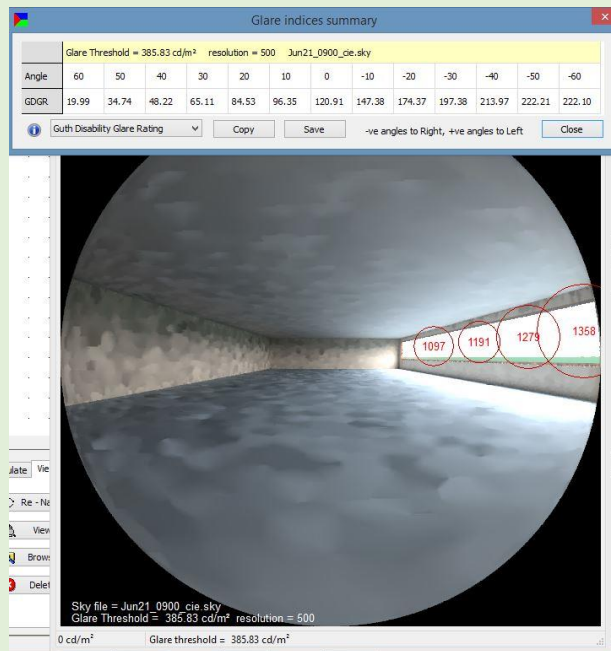 Glare indices summary
Glare Threshold = 385.83 cd/m² resolution = 500 Jun21_0900_cie.sky
Angle 60 50 40 30 20 10 0 -10 -20 -30 -40 -50 -60
GDGR 19.99 34.74 48.22 65.11 84.53 96.35 120.91 147.38 174.37 197.38 213.97 222.21 222.10
Guth Disability Glare Rating Copy Save -ve angles to Right, +ve angles to Left Close
1097 1191 1279 1358
ulate Vie
Re - Na
View
Brows
Delet
Sky file = Jun21_0900_cie.sky
Glare Threshold = 385.83 cd/m² resolution = 500
0 cd/m² Glare threshold = 385.83 cd/m²